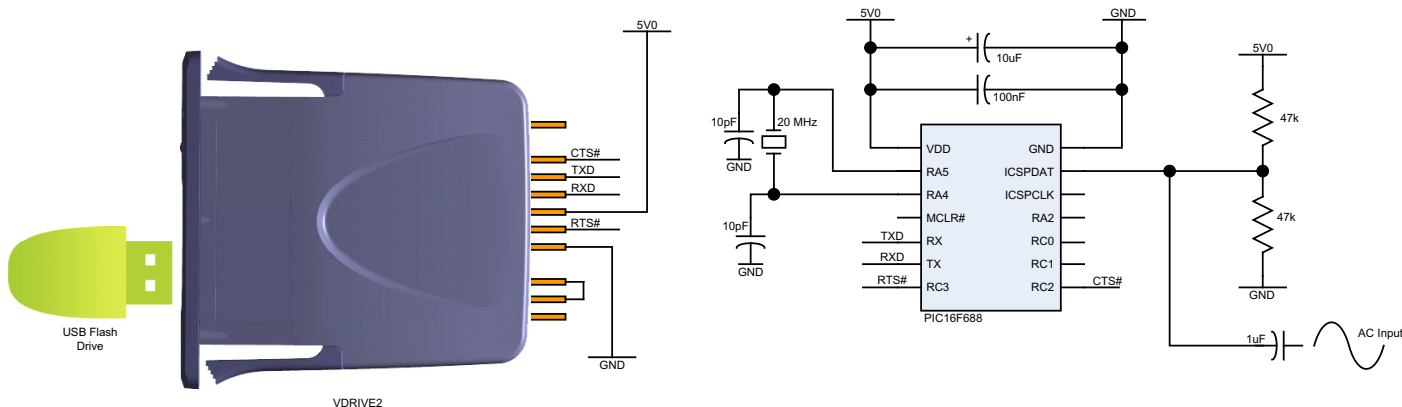 USB Flash
Drive
VDRIVE2
5V0
CTS#
TXD
RXD
RTS#
GND
5V0
GND
+
10uF
100nF
10pF
GND
20 MHz
10pF
GND
VDD
RA5
RA4
MCLR#
RX
TX
RC3
GND
ICSPDAT
ICSPCLK
RA2
RC0
RC1
RC2
TXD
RXD
RTS#
CTS#
PIC16F688
5V0
47k
47k
GND
1uF
AC Input